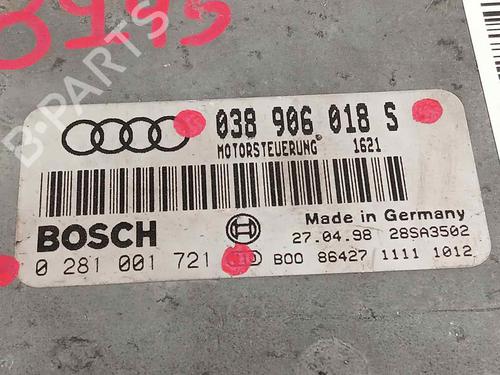 038 906 018 S
MOTORSTEUERUNG 1621
BOSCH
Made in Germany
27.04.98 28SA3502
0 281 001 721
B00 86427 1111 1012
B-PARTS